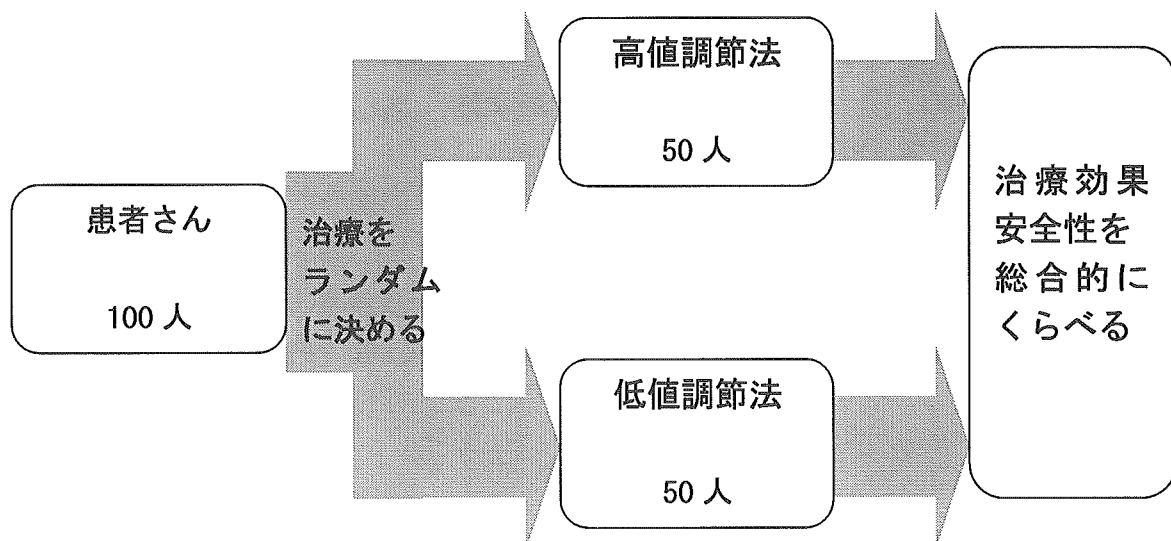 患者さん
100 人
治療を
ランダム
に決める
高値調節法
50 人
低値調節法
50 人
治療効果
安全性を
総合的に
くらべる